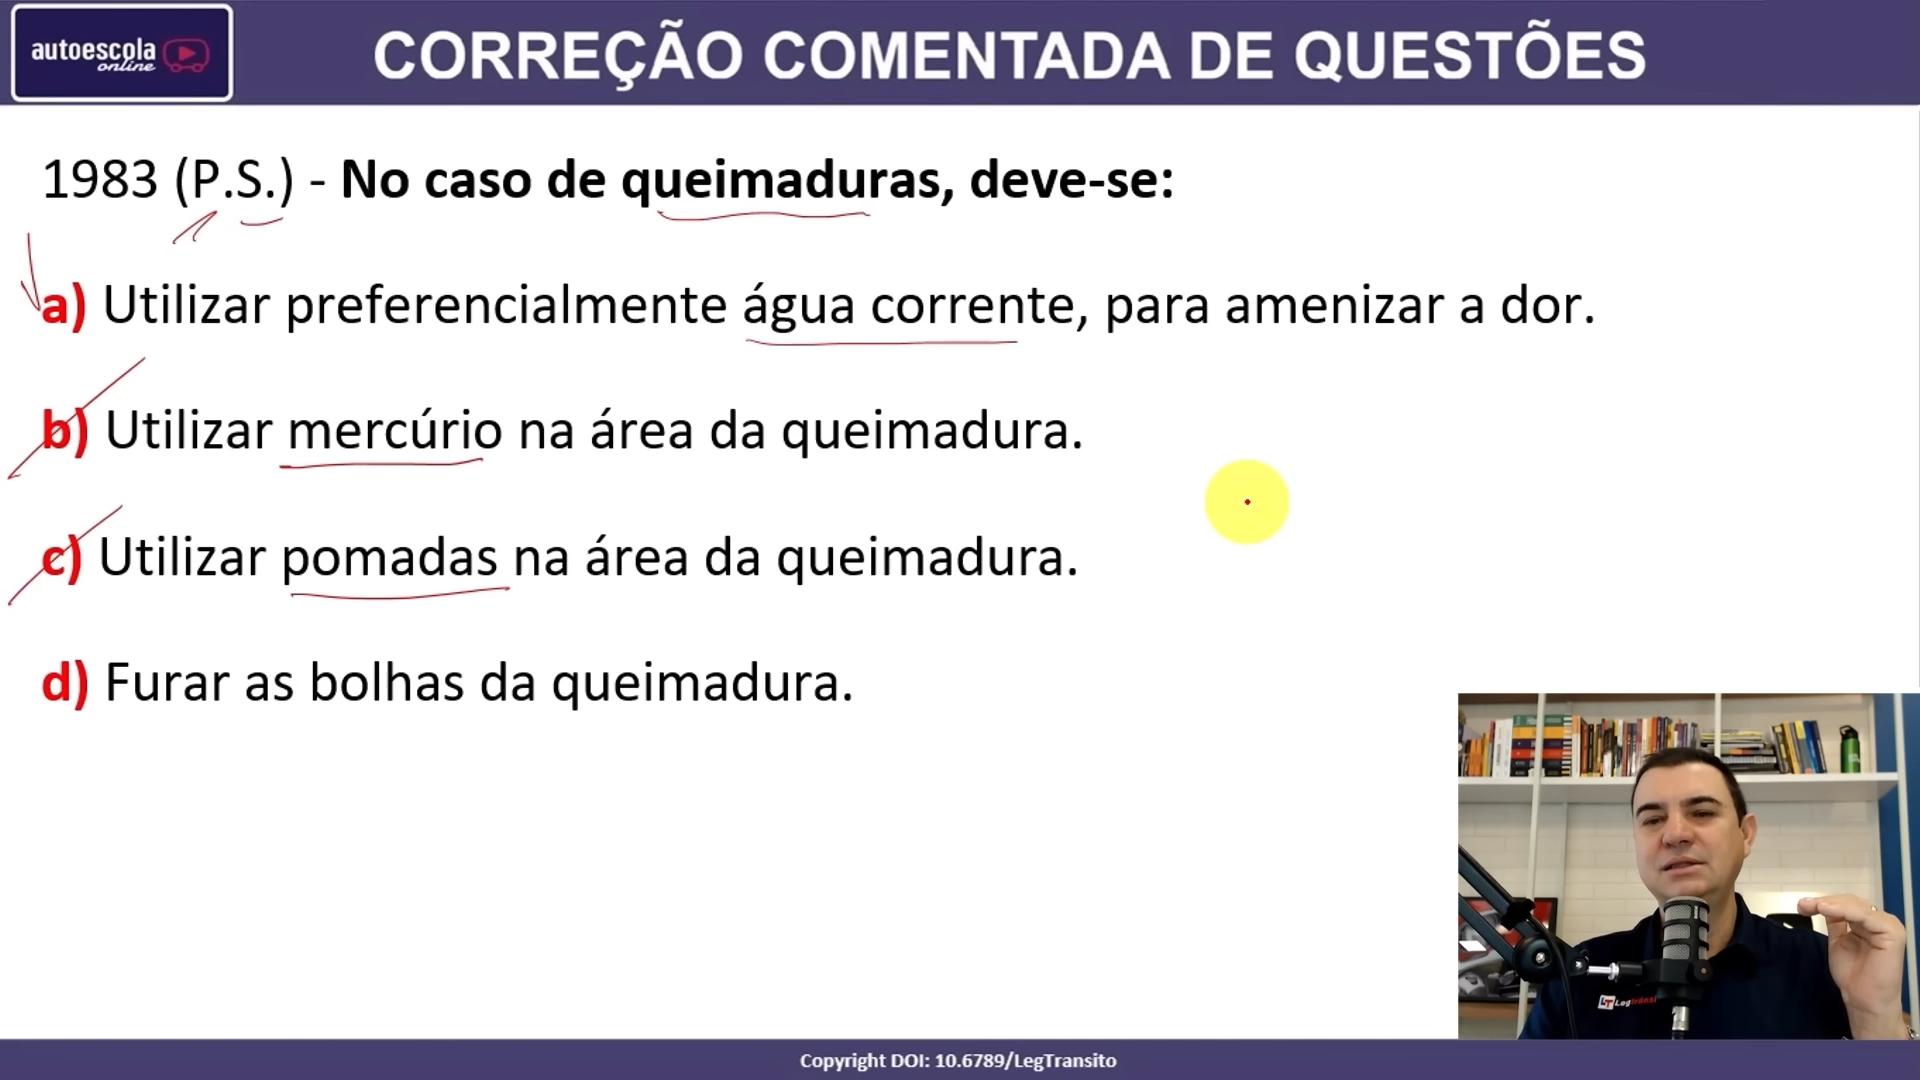 autoescola
online
CORREÇÃO COMENTADA DE QUESTÕES
1983 (P.S.) - No caso de queimaduras, deve-se:
a) Utilizar preferencialmente água corrente, para amenizar a dor.
b) Utilizar mercúrio na área da queimadura.
c) Utilizar pomadas na área da queimadura.
d) Furar as bolhas da queimadura.
Copyright DOI: 10.6789/LegTransito